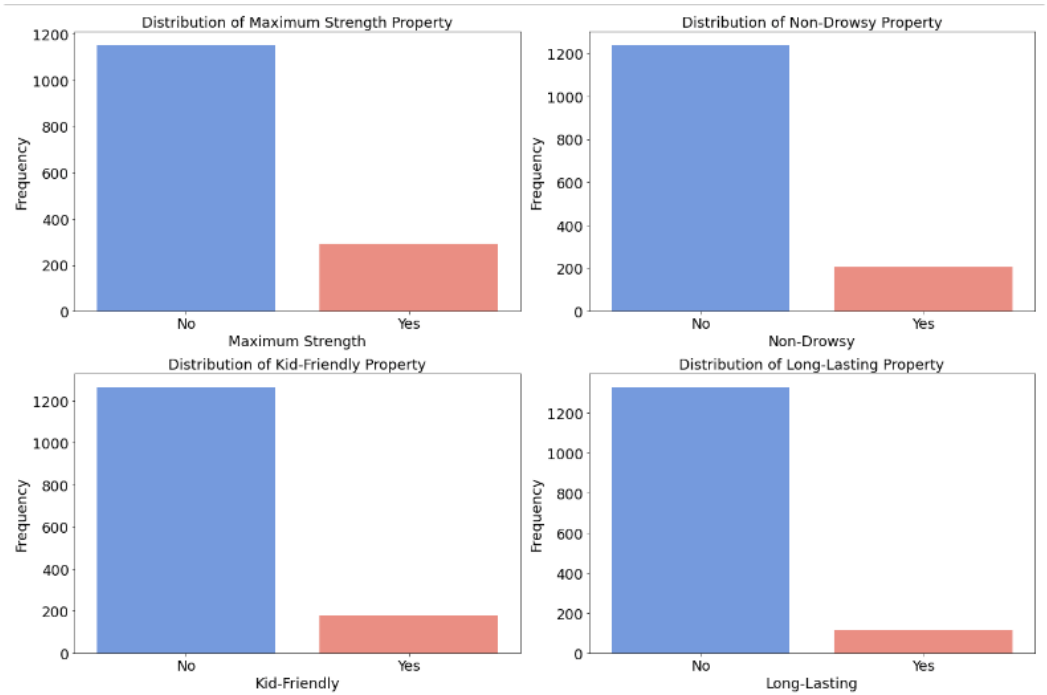 Distribution of Maximum Strength Property
1200
1000
800
600
400
200
0
Frequency
No Yes
Maximum Strength
Distribution of Non-Drowsy Property
1200
1000
800
600
400
200
0
Frequency
No Yes
Non-Drowsy
Distribution of Kid-Friendly Property
1200
1000
800
600
400
200
0
Frequency
No Yes
Kid-Friendly
Distribution of Long-Lasting Property
1200
1000
800
600
400
200
0
Frequency
No Yes
Long-Lasting